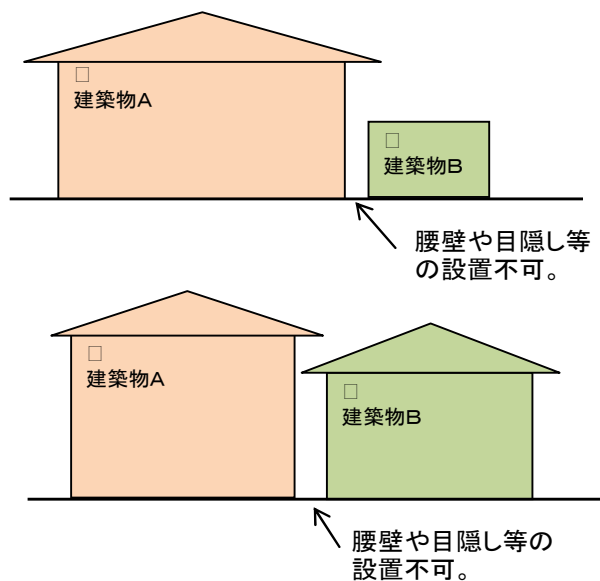 □
建築物A
□
建築物B
腰壁や目隠し等
の設置不可。
□
建築物A
□
建築物B
腰壁や目隠し等の
設置不可。